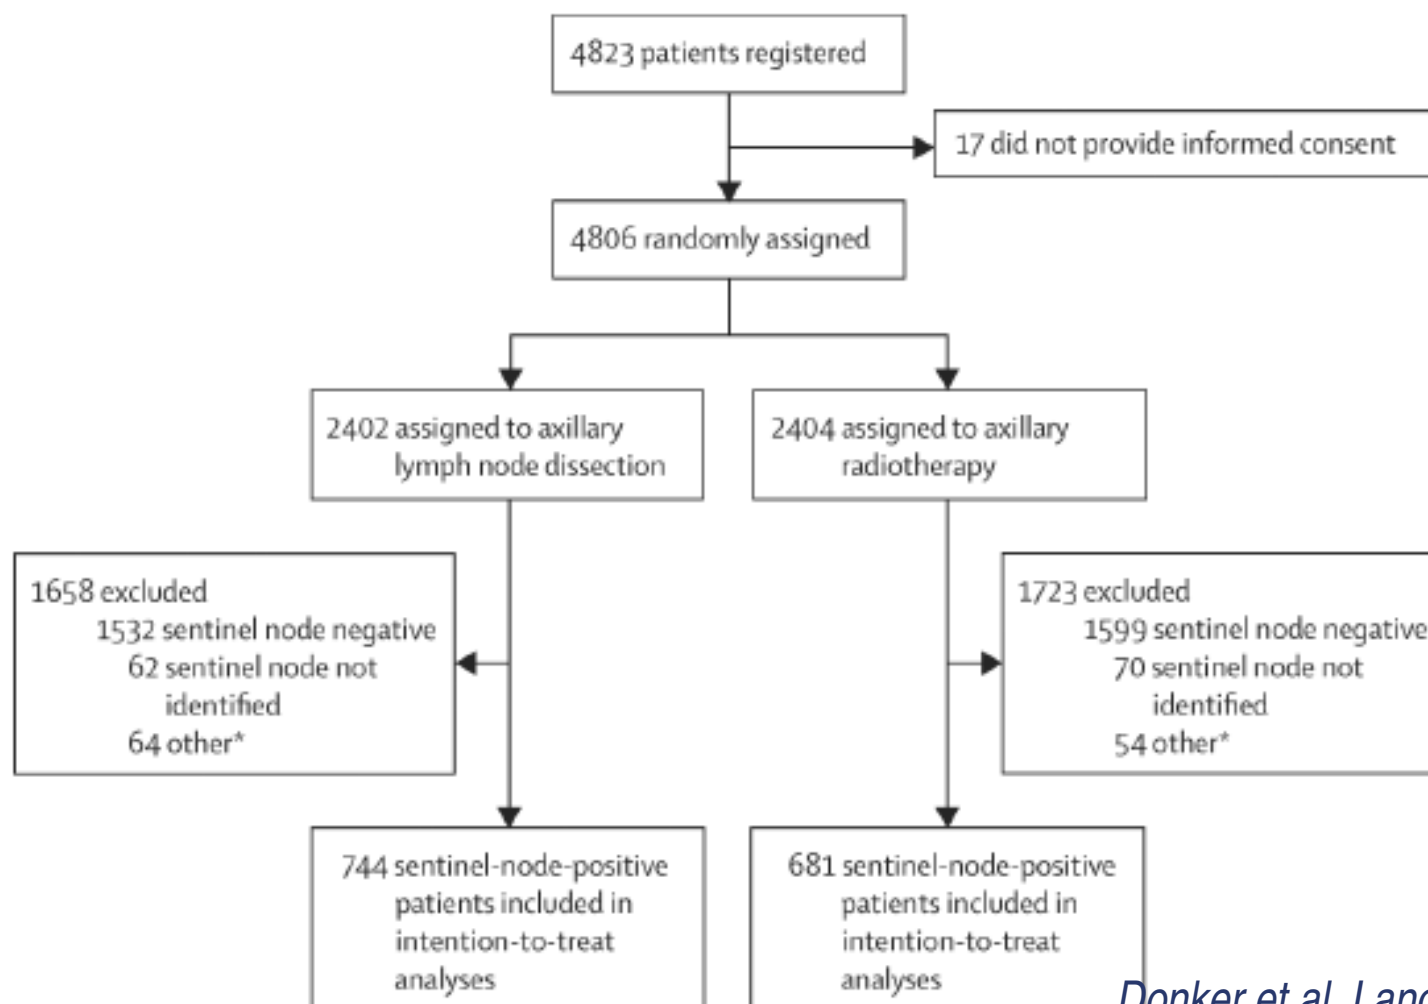 4823 patients registered
17 did not provide informed consent
4806 randomly assigned
2402 assigned to axillary
lymph node dissection
2404 assigned to axillary
radiotherapy
1658 excluded
1532 sentinel node negative
62 sentinel node not
identified
64 other*
1723 excluded
1599 sentinel node negative
70 sentinel node not
identified
54 other*
744 sentinel-node-positive
patients included in
intention-to-treat
analyses
681 sentinel-node-positive
patients included in
intention-to-treat
analyses
Donker et al,